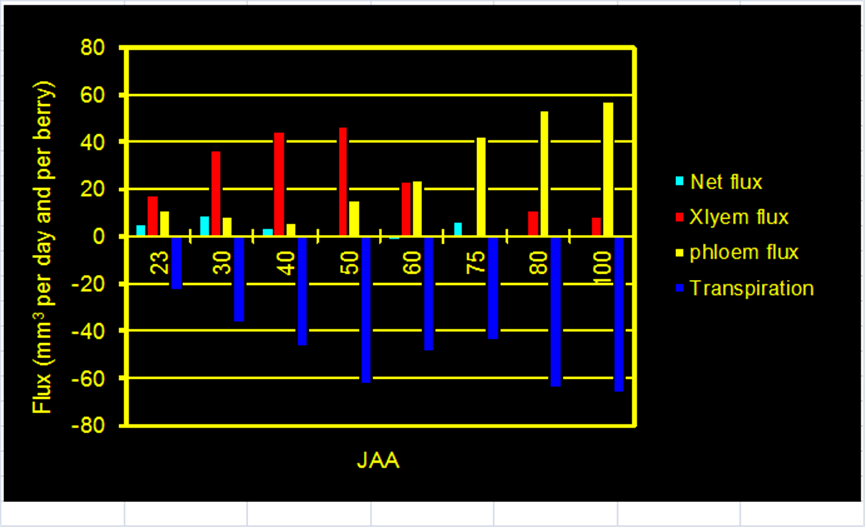 80
60
40
20
0
-20
-40
-60
-80
Flux (mm³ per day and per berry)
23
30
40
50
60
75
80
100
JAA
Net flux
Xlyem flux
phloem flux
Transpiration